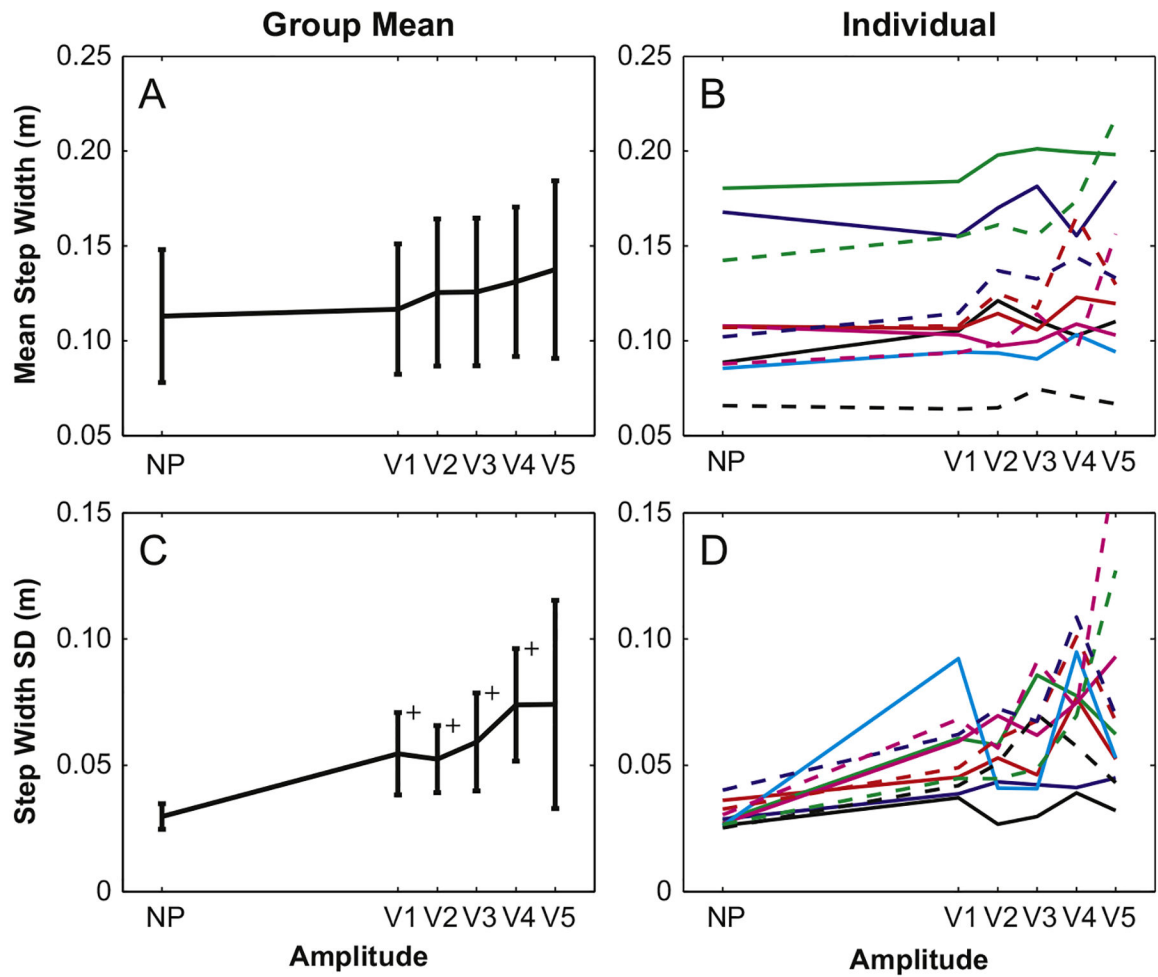 Group Mean
Individual
Mean Step Width (m)
0.25
0.20
0.15
0.10
0.05
A
NP
V1 V2 V3 V4 V5
0.25
0.20
0.15
0.10
0.05
B
NP
V1 V2 V3 V4 V5
Step Width SD (m)
0.15
0.10
0.05
0
C
+
+
+
+
NP
V1 V2 V3 V4 V5
Amplitude
0.15
0.10
0.05
0
D
NP
V1 V2 V3 V4 V5
Amplitude